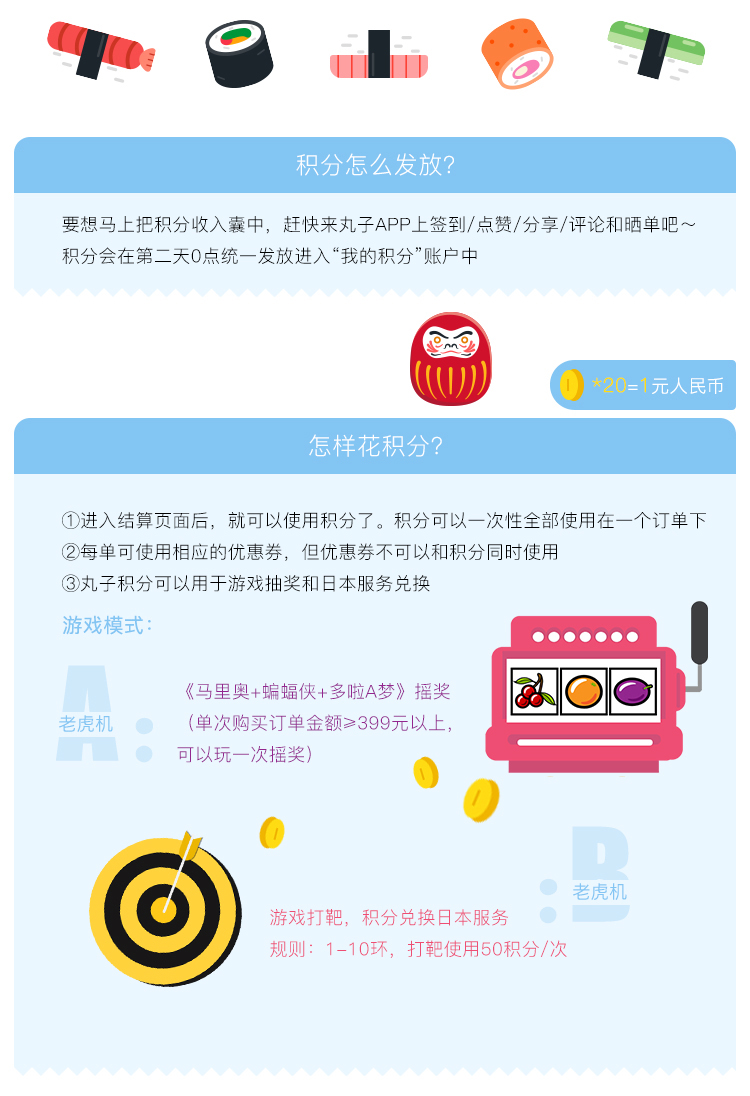 积分怎么发放?
要想马上把积分收入囊中，赶快来丸子APP上签到/点赞/分享/评论和晒单吧～
积分会在第二天0点统一发放进入“我的积分”账户中
*20=1元人民币
怎样花积分?
①进入结算页面后，就可以使用积分了。积分可以一次性全部使用在一个订单下
②每单可使用相应的优惠券，但优惠券不可以和积分同时使用
③丸子积分可以用于游戏抽奖和日本服务兑换
游戏模式：
A：
老虎机
《马里奥+蝙蝠侠+多啦A梦》摇奖
（单次购买订单金额≥399元以上，
可以玩一次摇奖）
：B
老虎机
游戏打靶，积分兑换日本服务
规则：1-10环，打靶使用50积分/次